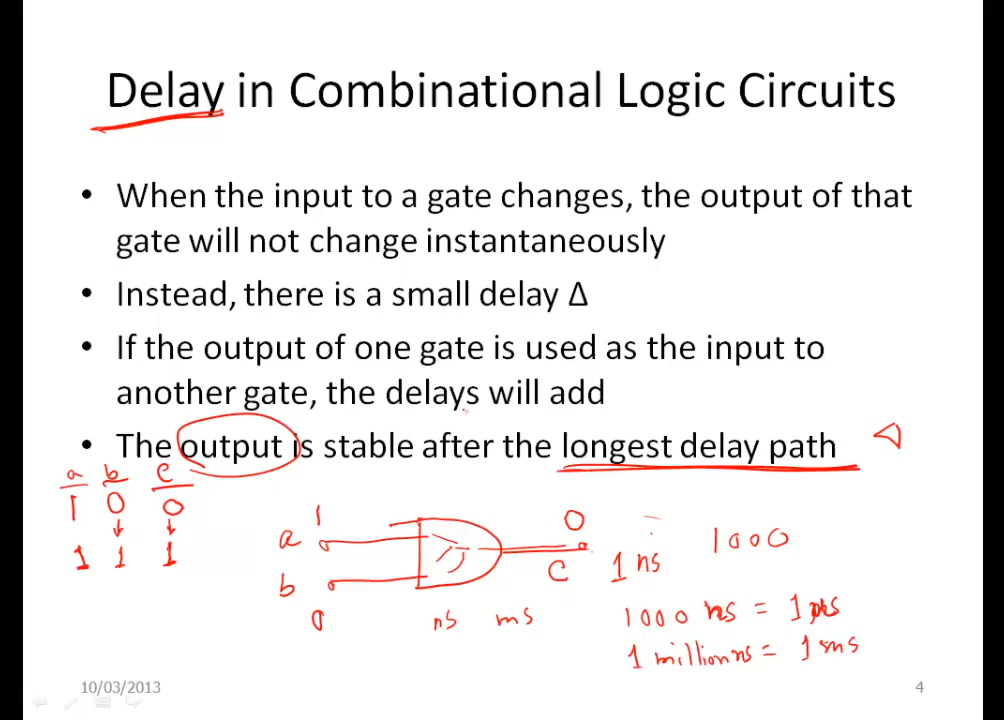 Delay in Combinational Logic Circuits
• When the input to a gate changes, the output of that
gate will not change instantaneously
• Instead, there is a small delay Δ
• If the output of one gate is used as the input to
another gate, the delays will add
• The output is stable after the longest delay path
a b c
1 0 0
1 1 1
a 1
b 0
0
C
1 ns
1000
ns ms
1000 ns = 1 µs
1 million ns = 1 ms
10/03/2013
4